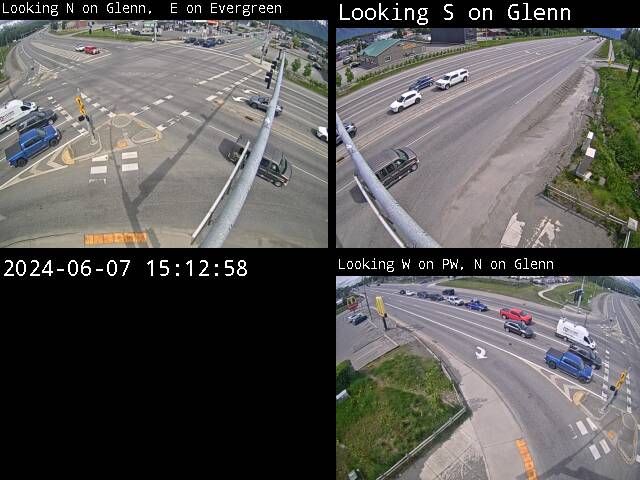 Looking N on Glenn, E on Evergreen
Looking S on Glenn
2024-06-07 15:12:58
Looking W on PW, N on Glenn